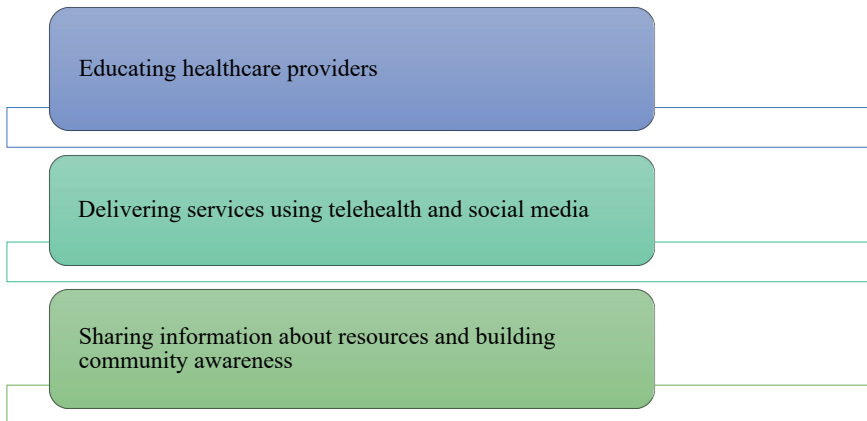 Educating healthcare providers
Delivering services using telehealth and social media
Sharing information about resources and building
community awareness